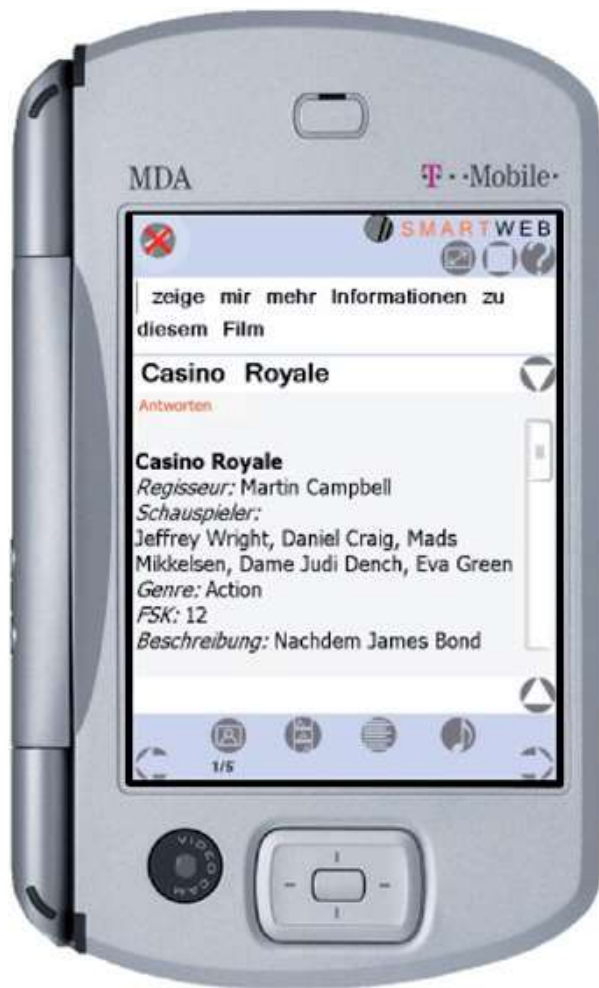 MDA
T··Mobile·
SMARTWEB
zeige mir mehr Informationen zu
diesem Film
Casino Royale
Antworten
Casino Royale
Regisseur: Martin Campbell
Schauspieler:
Jeffrey Wright, Daniel Craig, Mads
Mikkelsen, Dame Judi Dench, Eva Green
Genre: Action
FSK: 12
Beschreibung: Nachdem James Bond
1/5
VIDEO CAM